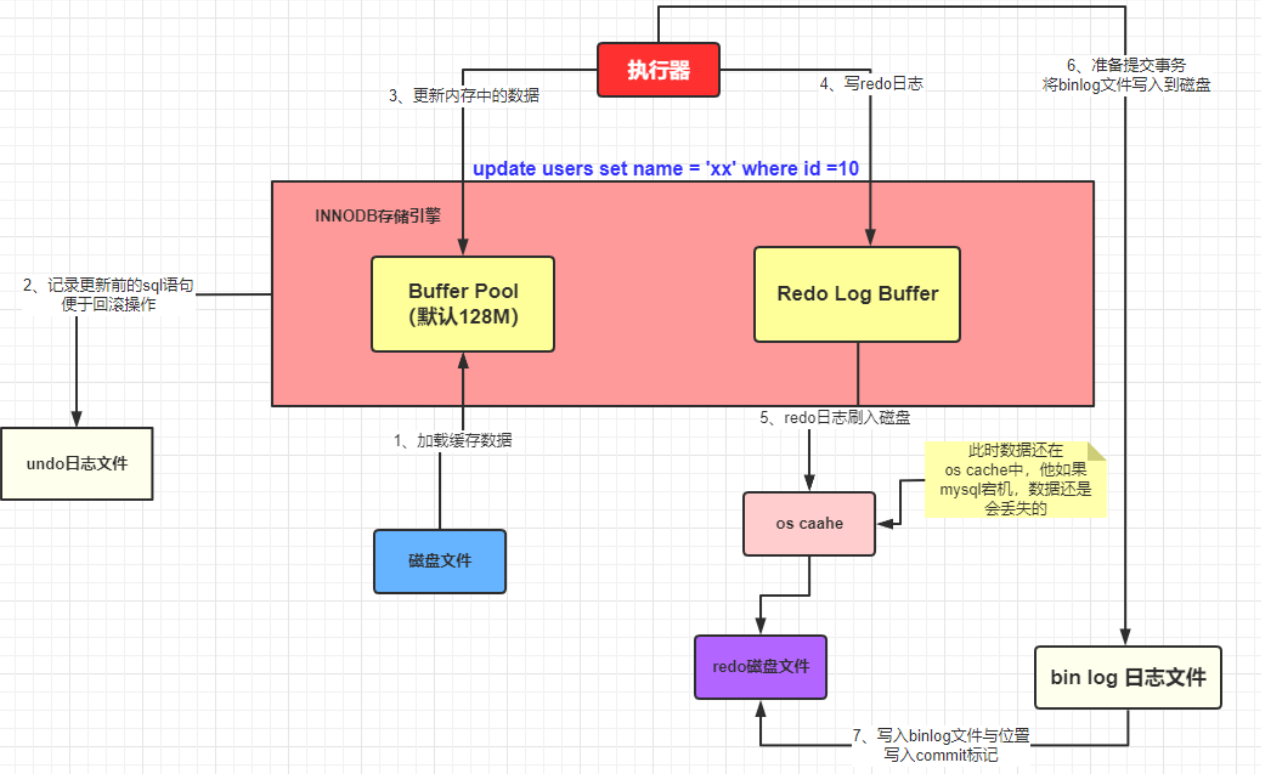 执行器
6、准备提交事务
将binlog文件写入到磁盘
3、更新内存中的数据
4、写redo日志
update users set name = 'xx' where id =10
INNODB存储引擎
2、记录更新前的sql语句
便于回滚操作
Buffer Pool
（默认128M）
Redo Log Buffer
5、redo日志刷入磁盘
1、加载缓存数据
undo日志文件
此时数据还在
os cache中，他如果
mysql宕机，数据还是
会丢失的
os caahe
磁盘文件
redo磁盘文件
bin log 日志文件
7、写入binlog文件与位置
写入commit标记